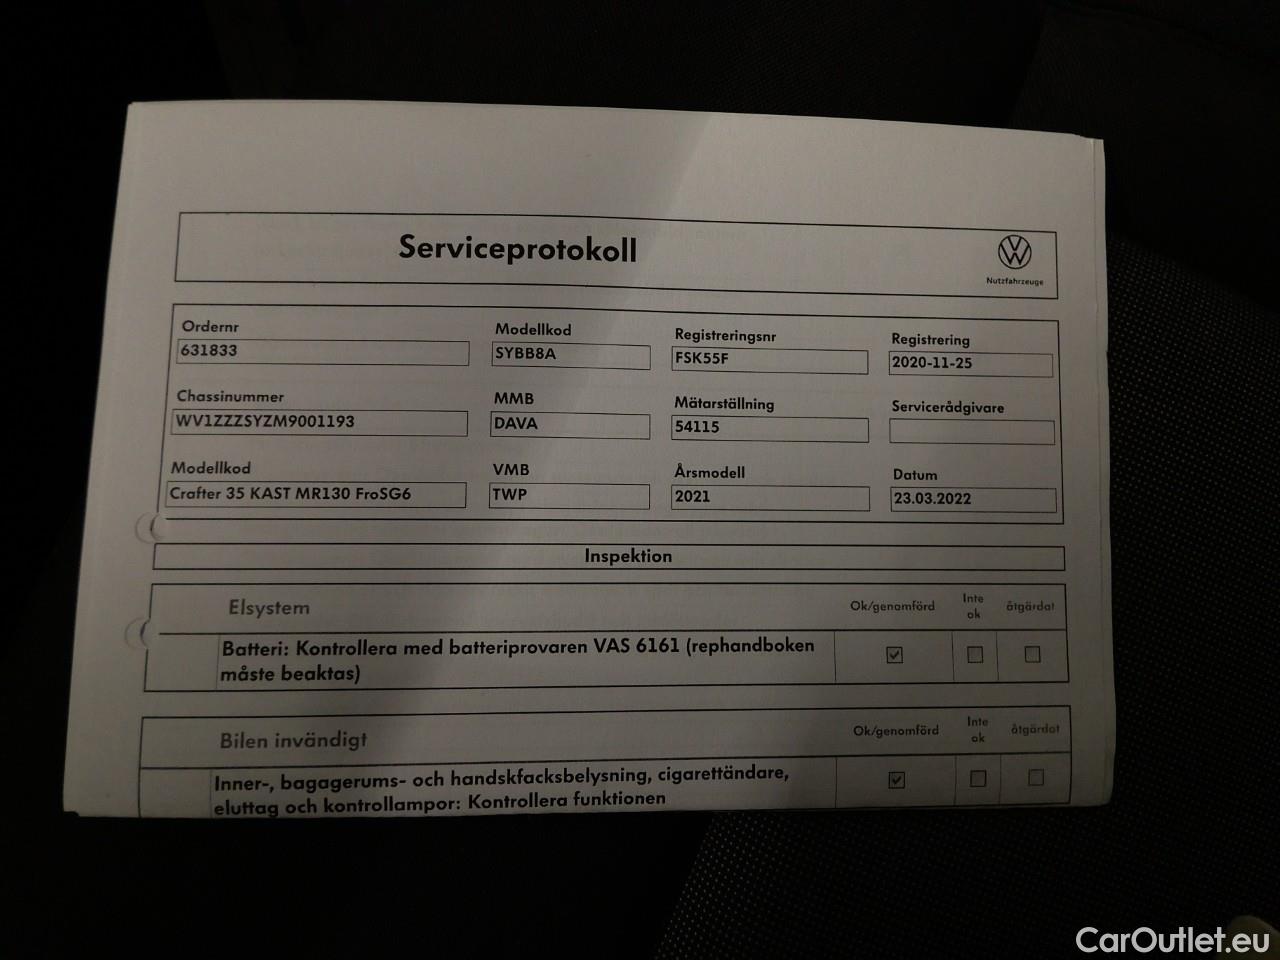 Serviceprotokoll
Nutzfahrzeuge
Ordernr
631833
Modellkod
SYBB8A
Registreringsnr
FSK55F
Registrering
2020-11-25
Chassinummer
WV1ZZZSYZM9001193
MMB
DAVA
Mätarställning
54115
Servicerådgivare
Modellkod
Crafter 35 KAST MR130 FroSG6
VMB
TWP
Årsmodell
2021
Datum
23.03.2022
Inspektion
Elsystem
Ok/genomförd
Inte
ok
åtgärdat
Batteri: Kontrollera med batteriprovaren VAS 6161 (rephandboken
måste beaktas)
Bilen invändigt
Ok/genomförd
Inte
ok
åtgärdat
Inner-, bagagerums- och handskfacksbelysning, cigarettändare,
eluttag och kontrollampor: Kontrollera funktionen
CarOutlet.eu